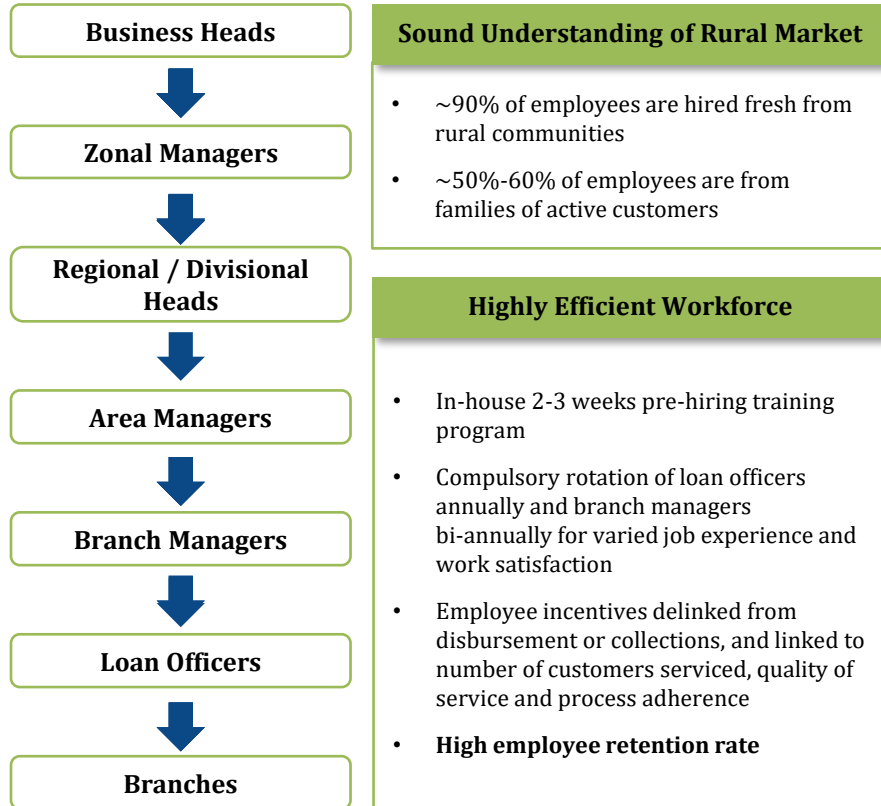 Business Heads
Zonal Managers
Regional / Divisional
Heads
Area Managers
Branch Managers
Loan Officers
Branches
Sound Understanding of Rural Market
• ~90% of employees are hired fresh from
rural communities
• ~50%-60% of employees are from
families of active customers
Highly Efficient Workforce
• In-house 2-3 weeks pre-hiring training
program
• Compulsory rotation of loan officers
annually and branch managers
bi-annually for varied job experience and
work satisfaction
• Employee incentives delinked from
disbursement or collections, and linked to
number of customers serviced, quality of
service and process adherence
• High employee retention rate